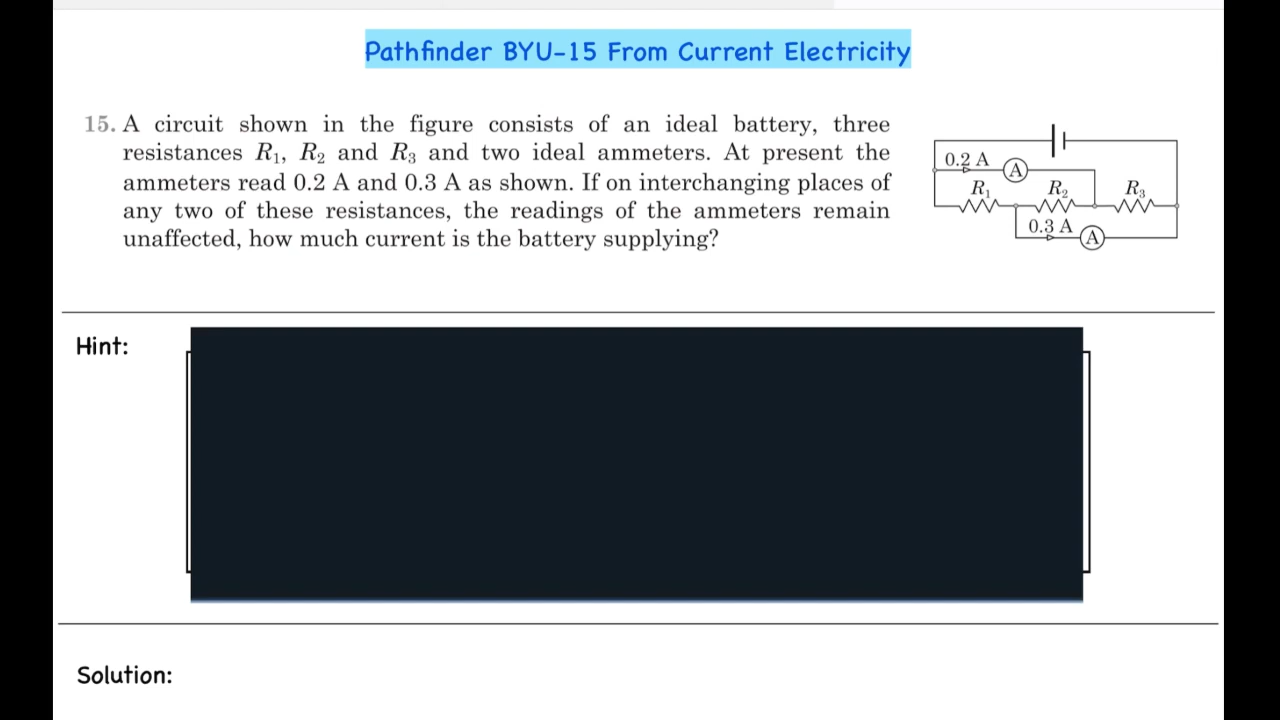 Pathfinder BYU-15 From Current Electricity
15. A circuit shown in the figure consists of an ideal battery, three
resistances R₁, R₂ and R₃ and two ideal ammeters. At present the
ammeters read 0.2 A and 0.3 A as shown. If on interchanging places of
any two of these resistances, the readings of the ammeters remain
unaffected, how much current is the battery supplying?
0.2 A
A
R₁
R₂
R₃
0.3 A
A
Hint:
Solution: